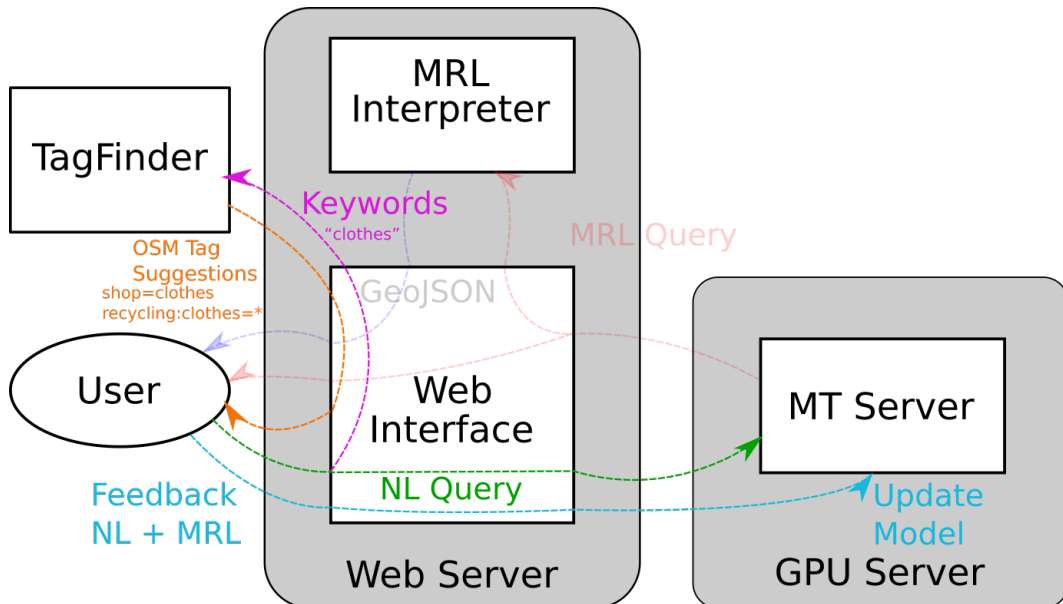 MRL
Interpreter
TagFinder
Keywords
“clothes”
MRL Query
OSM Tag
Suggestions
shop=clothes
recycling:clothes=*
GeoJSON
User
Web
Interface
MT Server
NL Query
Feedback
NL + MRL
Update
Model
Web Server
GPU Server